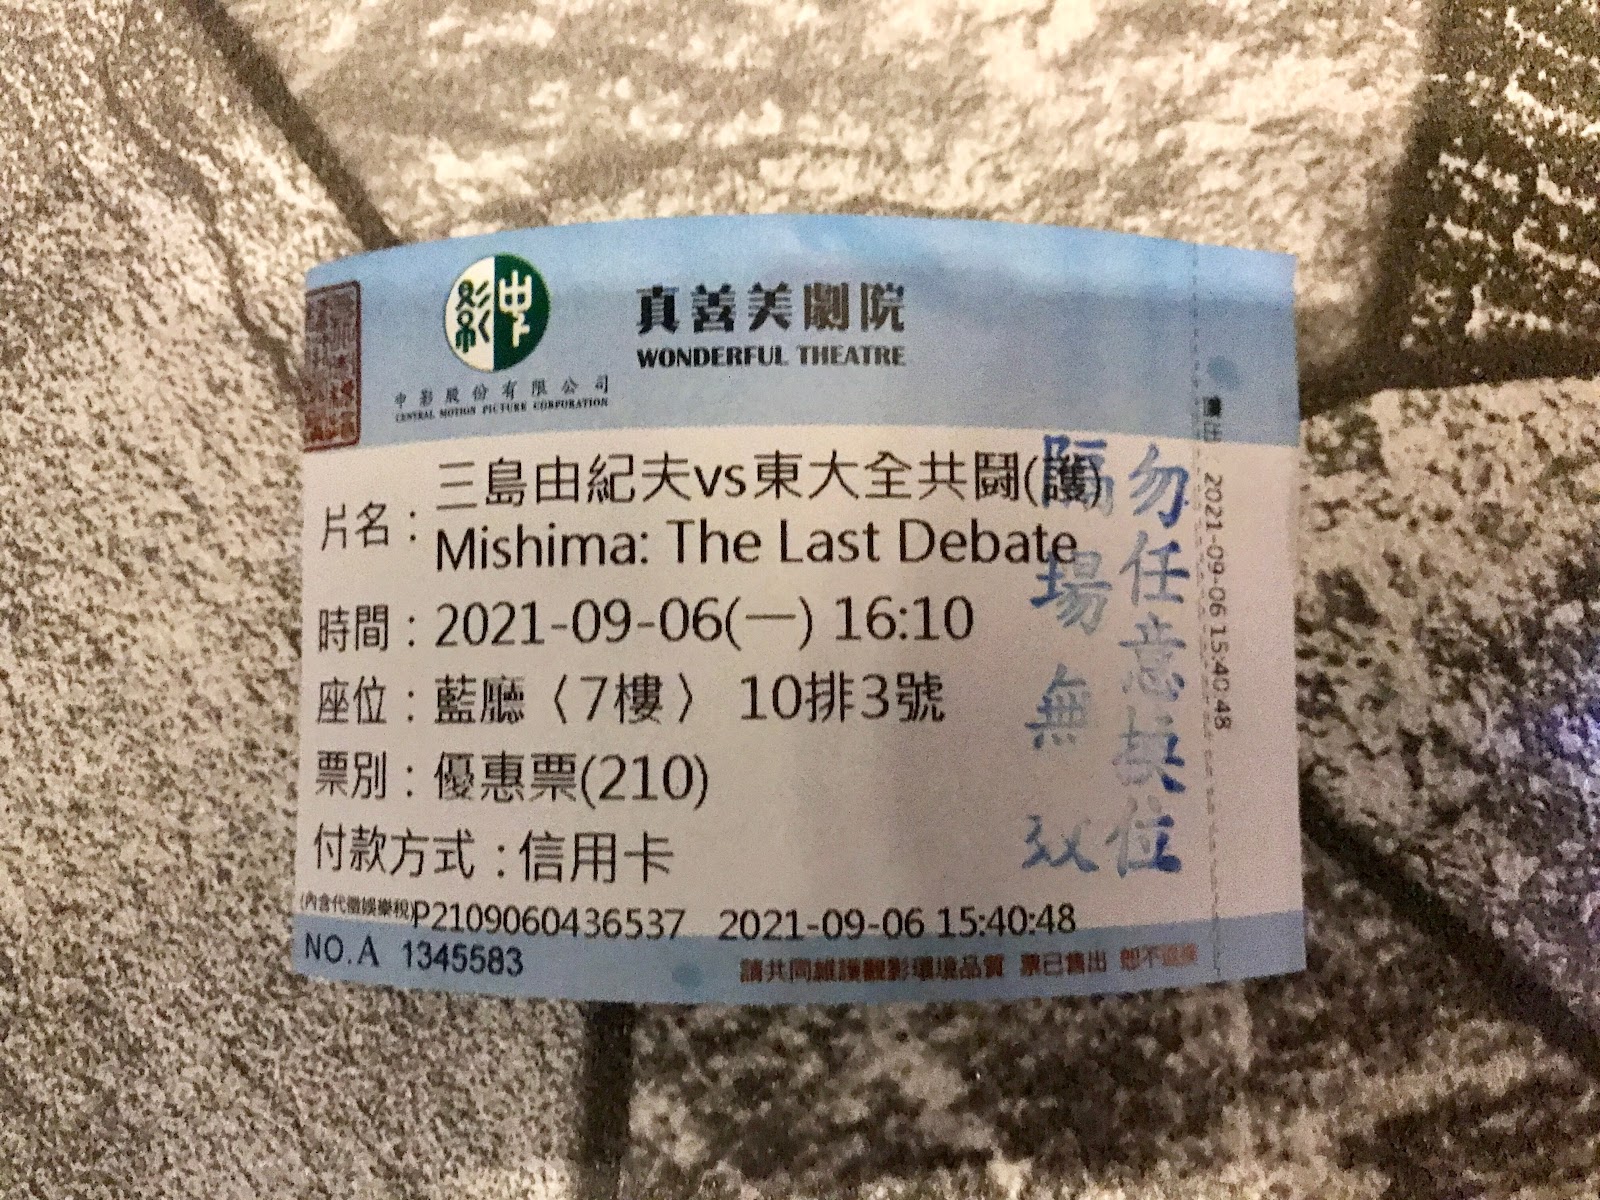 中影
中影股份有限公司
CENTRAL MOTION PICTURE CORPORATION
真善美劇院
WONDERFUL THEATRE
片名：三島由紀夫vs東大全共鬪(護)
Mishima: The Last Debate
時間：2021-09-06(一) 16:10
座位：藍廳〈7樓〉 10排3號
票別：優惠票(210)
付款方式：信用卡
(內含代徵娛樂稅)P2109060436537 2021-09-06 15:40:48
NO.A 1345583
請共同維護觀影環境品質 票已售出 恕不退換
勿任意換位
隔場無效
售出 2021-09-06 15:40:48